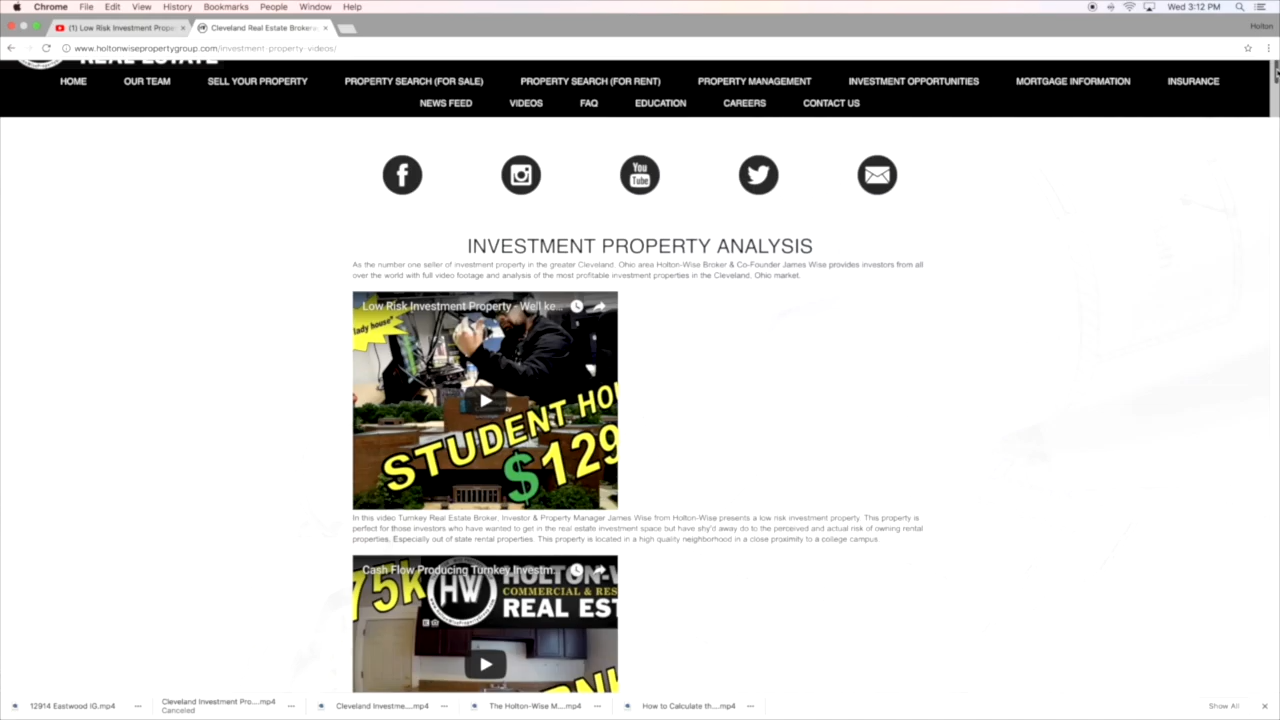 Chrome File Edit View History Bookmarks People Window Help Wed 3:12 PM
(1) Low Risk Investment Prope Cleveland Real Estate Broker Holton
www.holtonwisepropertygroup.com/investment-property-videos/
REAL ESTATE
HOME OUR TEAM SELL YOUR PROPERTY PROPERTY SEARCH (FOR SALE) PROPERTY SEARCH (FOR RENT) PROPERTY MANAGEMENT INVESTMENT OPPORTUNITIES MORTGAGE INFORMATION INSURANCE
NEWS FEED VIDEOS FAQ EDUCATION CAREERS CONTACT US
You
Tube
INVESTMENT PROPERTY ANALYSIS
As the number one seller of investment property in the greater Cleveland, Ohio area Holton-Wise Broker & Co-Founder James Wise provides investors from all
over the world with full video footage and analysis of the most profitable investment properties in the Cleveland, Ohio market.
Low Risk Investment Property - Well ke...
lady house"
STUDENT HO
$129
In this video Turnkey Real Estate Broker, Investor & Property Manager James Wise from Holton-Wise presents a low risk investment property. This property is
perfect for those investors who have wanted to get in the real estate investment space but have shy'd away do to the perceived and actual risk of owning rental
properties. Especially out of state rental properties. This property is located in a high quality neighborhood in a close proximity to a college campus.
Cash Flow Producing Turnkey Investm...
75K
HW
HOLTON-W
COMMERCIAL & RES
REAL EST
12914 Eastwood IG.mp4 Cleveland Investment Pro....mp4 Cleveland Investme....mp4 The Holton-Wise M....mp4 How to Calculate th....mp4 Show All
Canceled